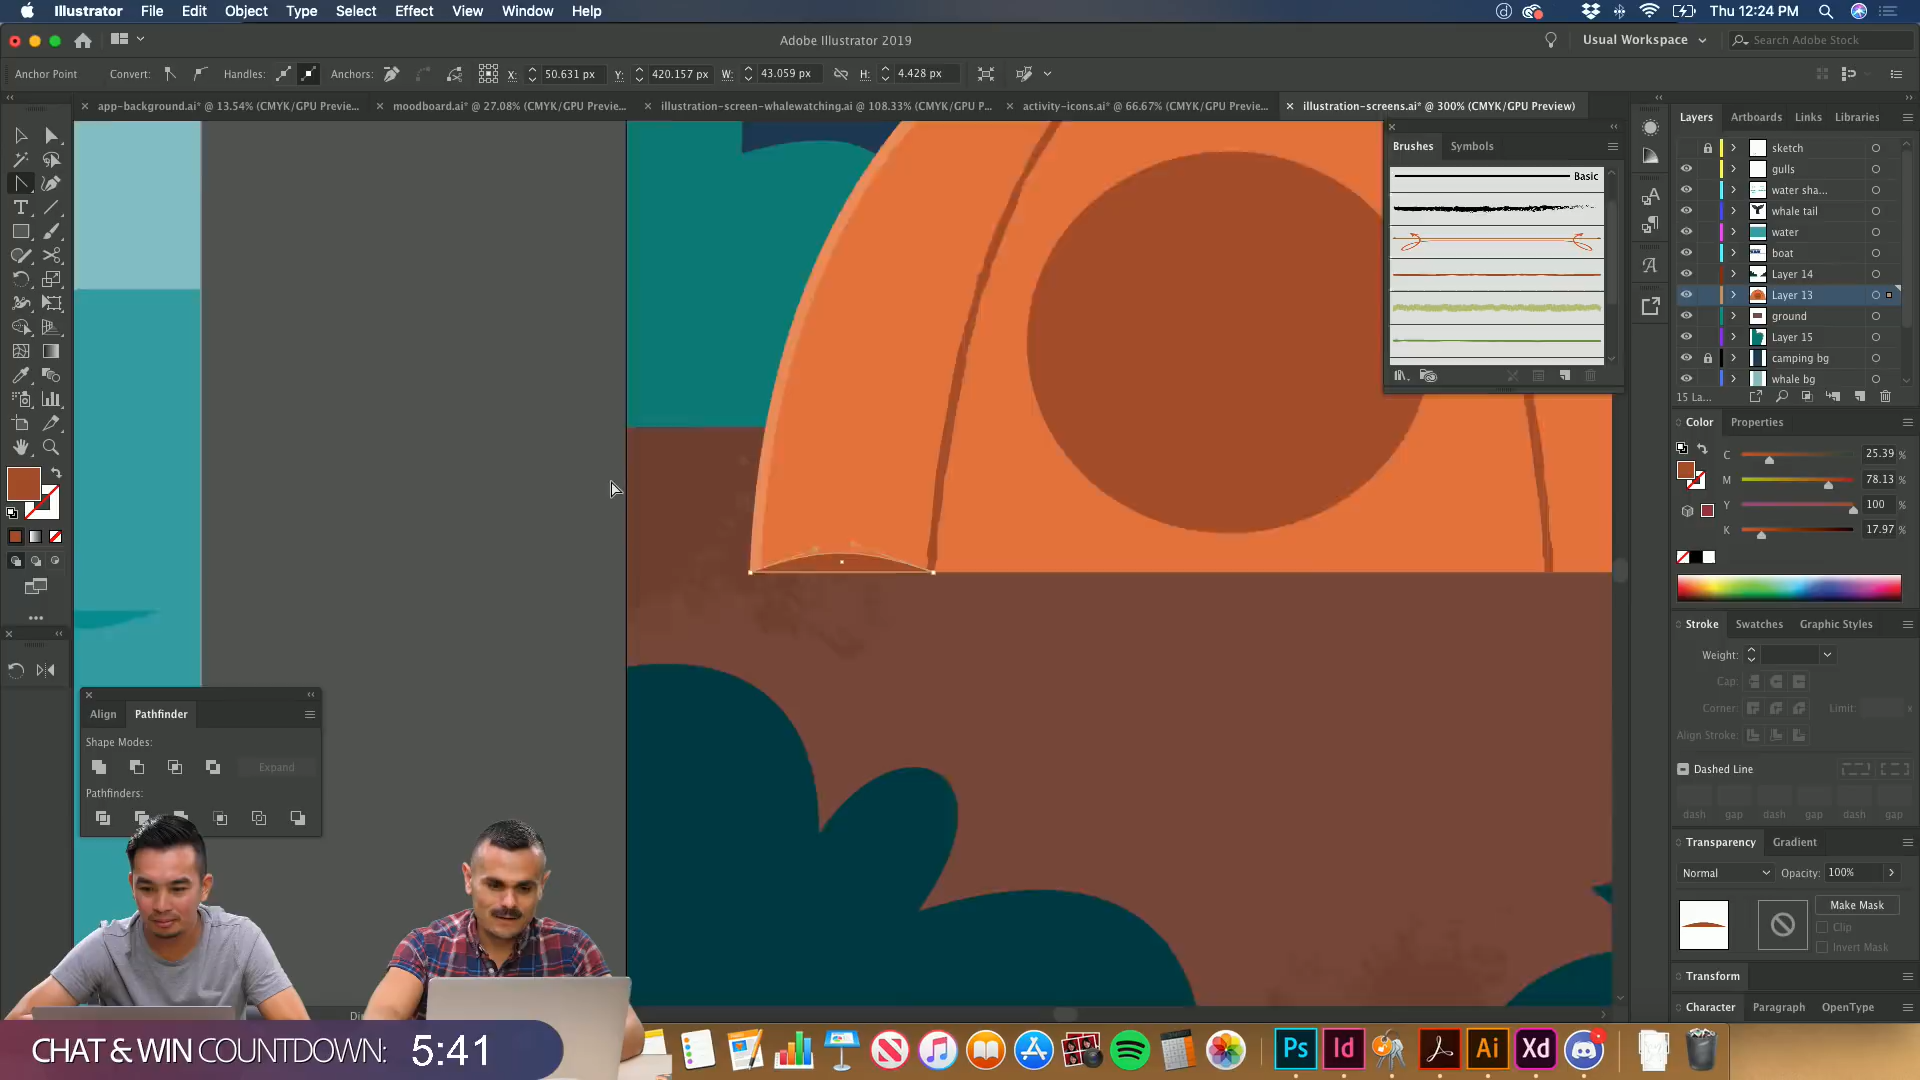 Illustrator File Edit Object Type Select Effect View Window Help
Thu 12:24 PM
Adobe Illustrator 2019
Usual Workspace
Search Adobe Stock
Anchor Point Convert: Handles: Anchors: X: 50.631 px Y: 420.157 px W: 43.059 px H: 4.428 px
app-background.ai* @ 13.54% (CMYK/GPU Previe...
moodboard.ai* @ 27.08% (CMYK/GPU Previe...
illustration-screen-whalewatching.ai @ 108.33% (CMYK/GPU P...
activity-icons.ai* @ 66.67% (CMYK/GPU Previe...
illustration-screens.ai* @ 300% (CMYK/GPU Preview)
Brushes Symbols
Basic
Layers Artboards Links Libraries
sketch
gulls
water sha...
whale tail
water
boat
Layer 14
Layer 13
ground
Layer 15
camping bg
whale bg
15 La...
Color Properties
C 25.39 %
M 78.13 %
Y 100 %
K 17.97 %
Stroke Swatches Graphic Styles
Weight:
Cap:
Corner: Limit: x
Align Stroke:
Dashed Line
dash gap dash gap dash gap
Transparency Gradient
Normal Opacity: 100%
Make Mask
Clip
Invert Mask
Transform
Character Paragraph OpenType
Align Pathfinder
Shape Modes:
Expand
Pathfinders:
CHAT & WIN COUNTDOWN: 5:41
Ps Id Ai Xd